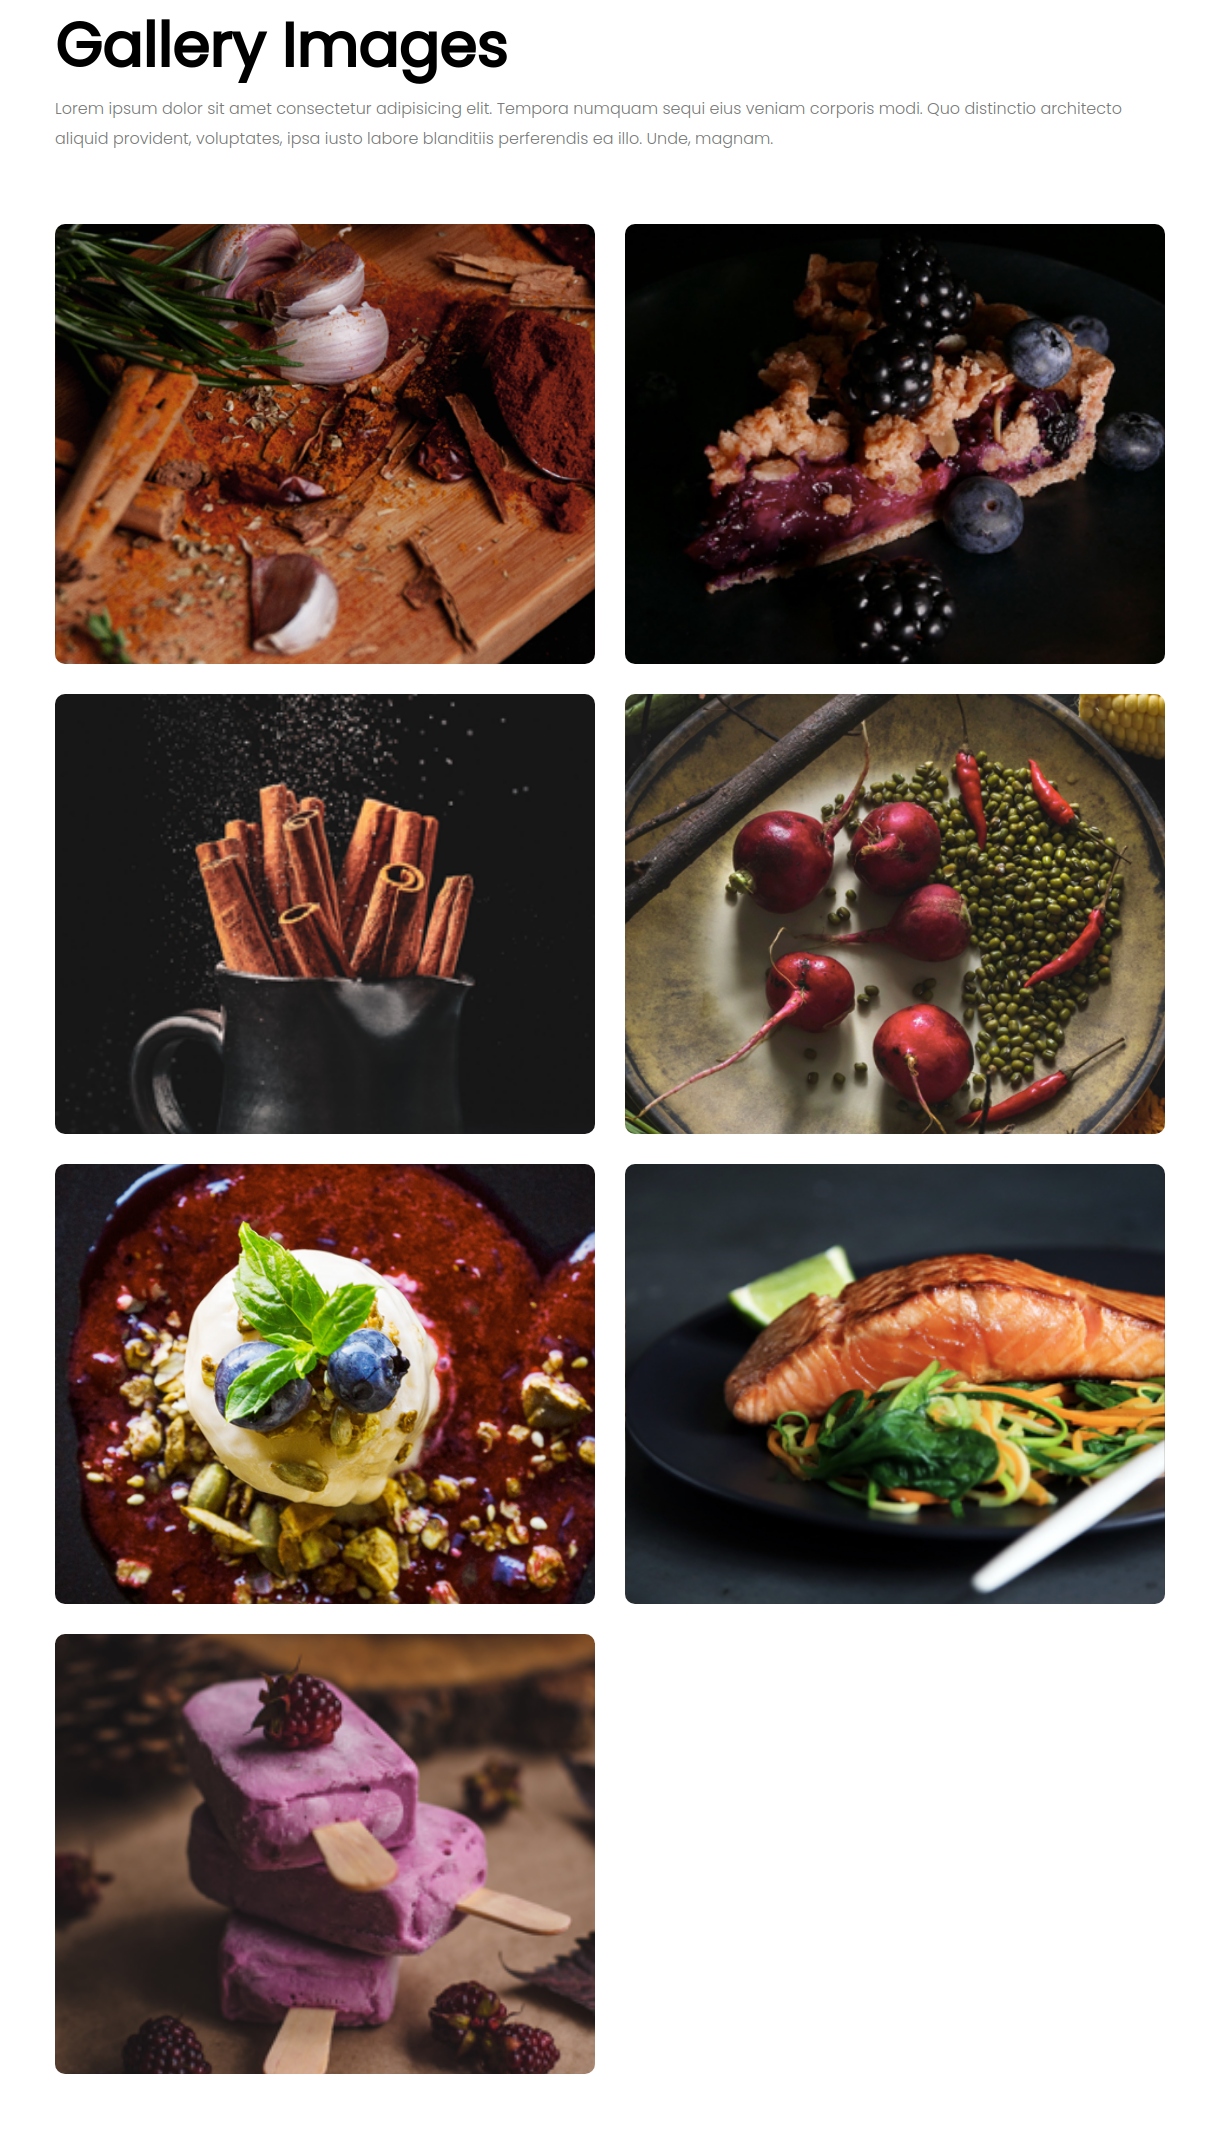 Gallery Images
Lorem ipsum dolor sit amet consectetur adipisicing elit. Tempora numquam sequi eius veniam corporis modi. Quo distinctio architecto
aliquid provident, voluptates, ipsa iusto labore blanditiis perferendis ea illo. Unde, magnam.